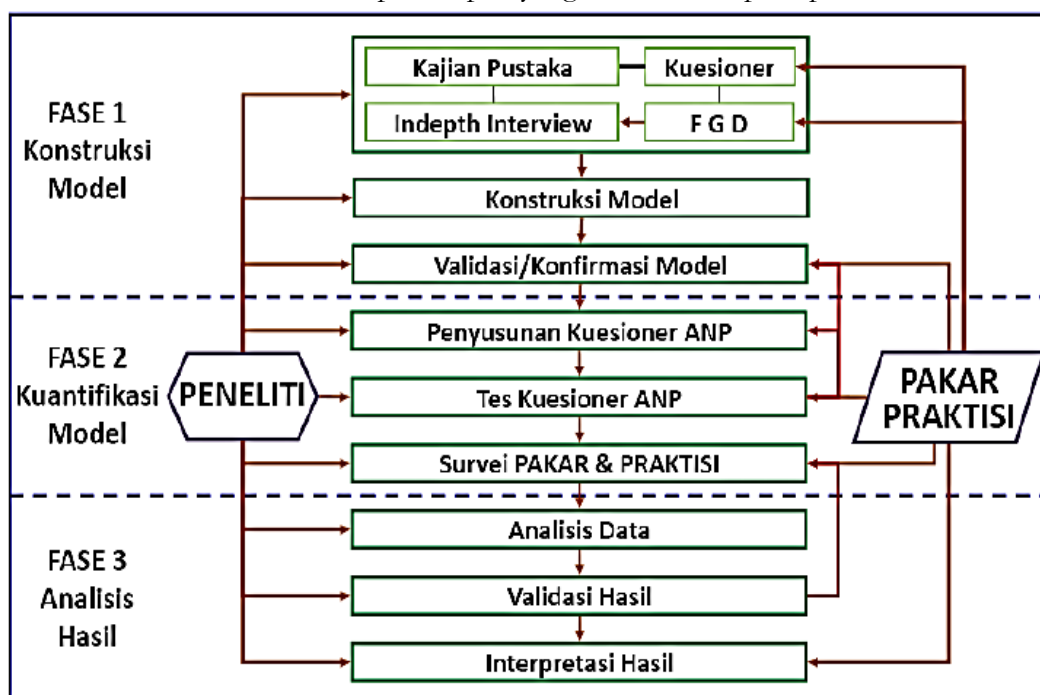 FASE 1
Konstruksi
Model
Kajian Pustaka
Kuesioner
Indepth Interview
F G D
Konstruksi Model
Validasi/Konfirmasi Model
FASE 2
Kuantifikasi
Model
PENELITI
Penyusunan Kuesioner ANP
Tes Kuesioner ANP
Survei PAKAR & PRAKTISI
PAKAR
PRAKTISI
FASE 3
Analisis
Hasil
Analisis Data
Validasi Hasil
Interpretasi Hasil